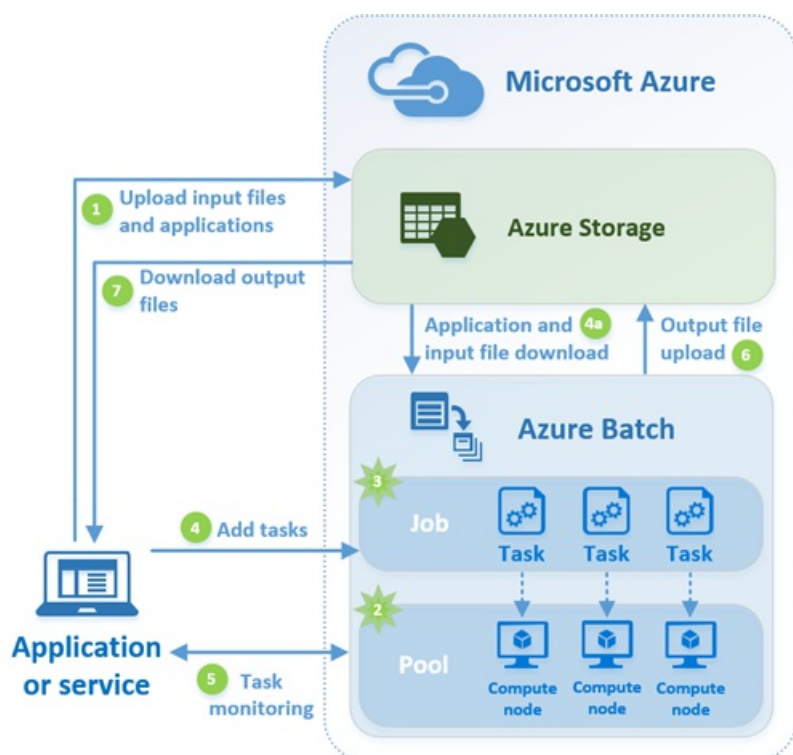 Microsoft Azure
1
Upload input files
and applications
Azure Storage
7
Download output
files
Application and
4a
input file download
Output file
upload
6
Azure Batch
3
Job
Task
Task
Task
4
Add tasks
2
Pool
Compute
node
Compute
node
Compute
node
Application
or service
5
Task
monitoring